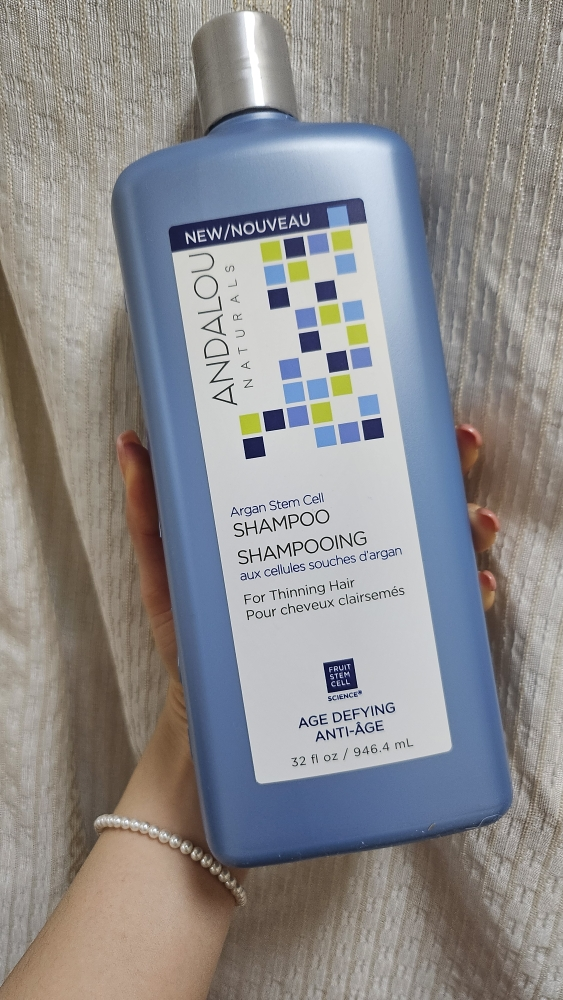 NEW/NOUVEAU
ANDALOU
NATURALS
Argan Stem Cell
SHAMPOO
SHAMPOOING
aux cellules souches d'argan
For Thinning Hair
Pour cheveux clairsemés
FRUIT
STEM
CELL
SCIENCE®
AGE DEFYING
ANTI-ÂGE
32 fl oz / 946.4 mL